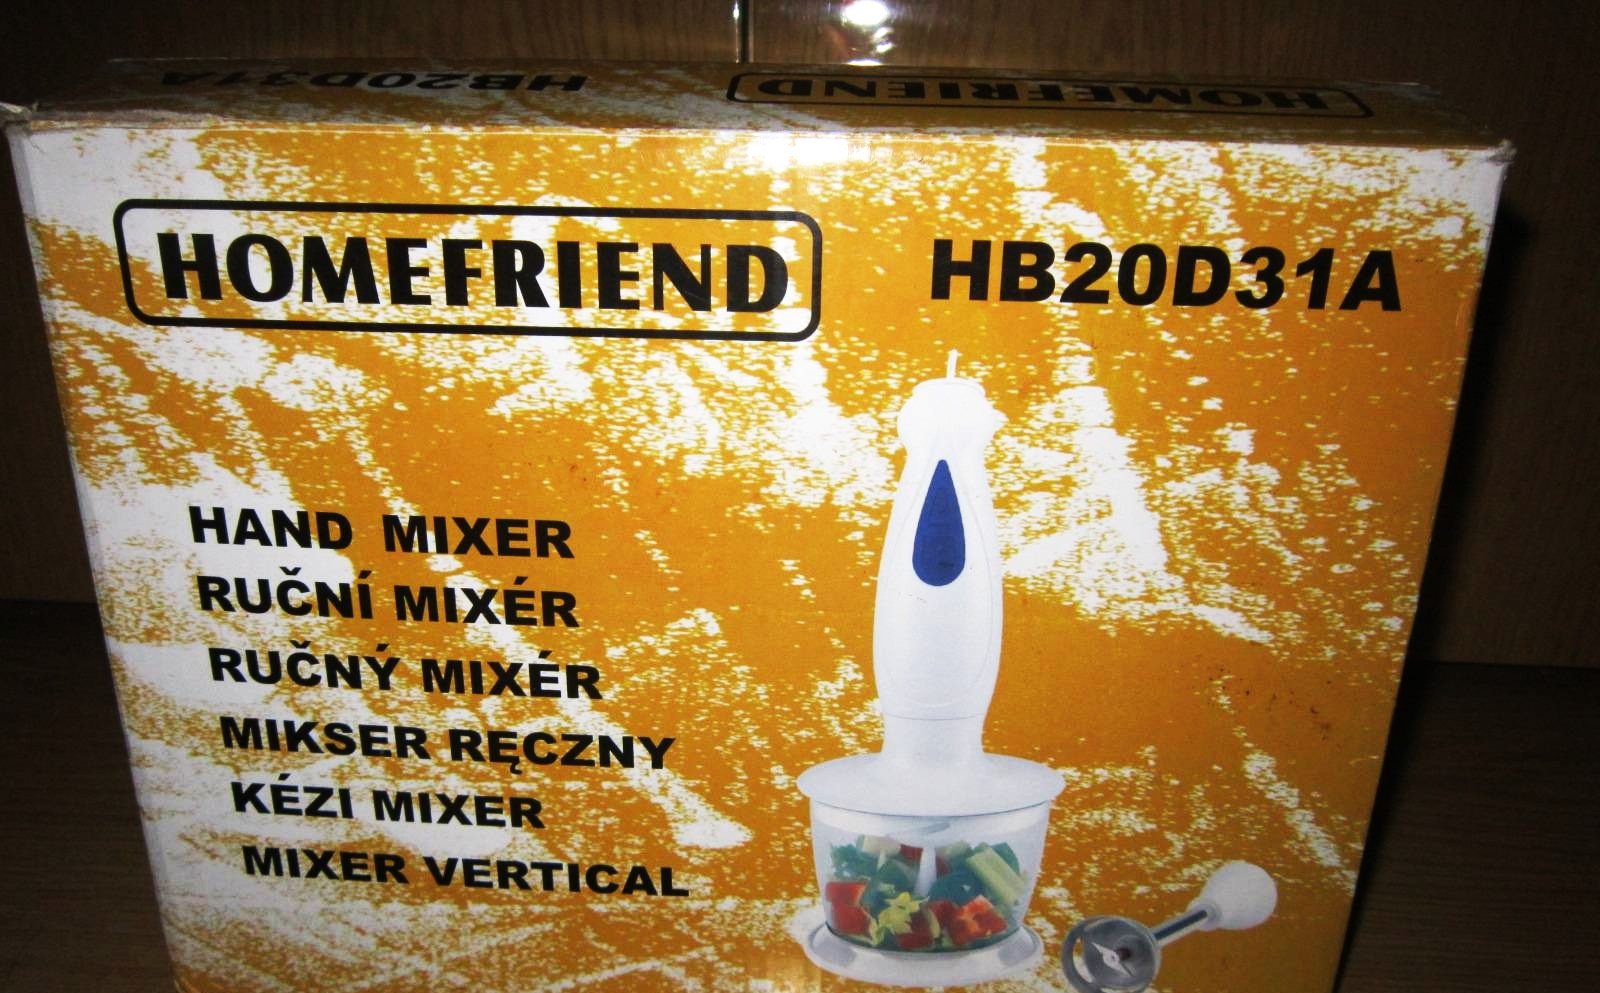 HB20D31A HOMEFRIEND
HOMEFRIEND HB20D31A
HAND MIXER
RUČNÍ MIXÉR
RUČNÝ MIXÉR
MIKSER RĘCZNY
KÉZI MIXER
MIXER VERTICAL